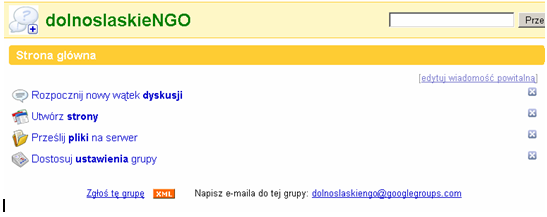 dolnoslaskieNGO
Prze
Strona główna
[edytuj wiadomość powitalną]
Rozpocznij nowy wątek dyskusji
Utwórz strony
Prześlij pliki na serwer
Dostosuj ustawienia grupy
Zgłoś tę grupę XML Napisz e-maila do tej grupy: dolnoslaskiengo@googlegroups.com